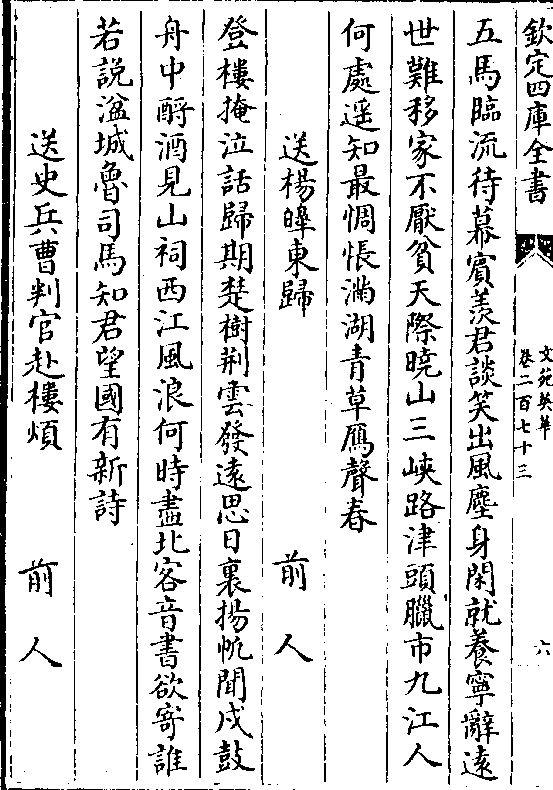 欽定四庫全書
文苑英華
卷二百七十三
六
五馬臨流待幕賓羨君談笑出風塵身閑就養寧辭遠
世難移家不厭貧天際曉山三峽路津頭臘市九江人
何處遥知最惆悵滿湖青草鴈聲春
送楊皥東歸
前人
登樓掩泣話歸期楚樹荆雲發遠思日裏揚帆聞戍鼓
舟中酹酒見山祠西江風浪何時盡北客音書欲寄誰
若說湓城魯司馬知君望國有新詩
送史兵曹判官赴樓煩
前人